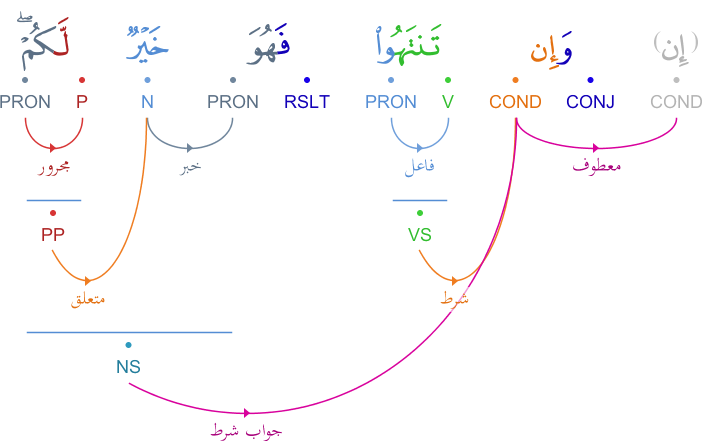 (إِن) وَإِن تَنتَهُوا۟ فَهُوَ خَيْرٌۭ لَّكُمْ ۖ
COND CONJ COND V PRON RSLT PRON N P PRON
معطوف فاعل خبر مجرور
VS PP
شرط متعلق
NS
جواب شرط